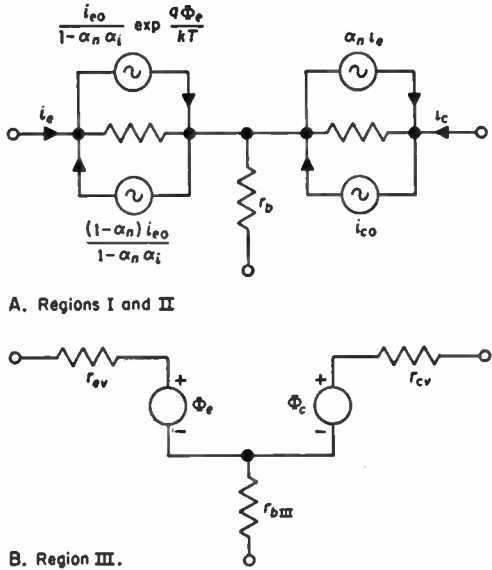 i_eo / 1-α_n α_i exp qΦ_e / kT
α_n i_e
i_e
i_c
r_b
(1-α_n) i_eo / 1-α_n α_i
i_co
A. Regions I and II
r_ev
r_cv
+
+
Φ_e
Φ_c
−
−
r_bIII
B. Region III.